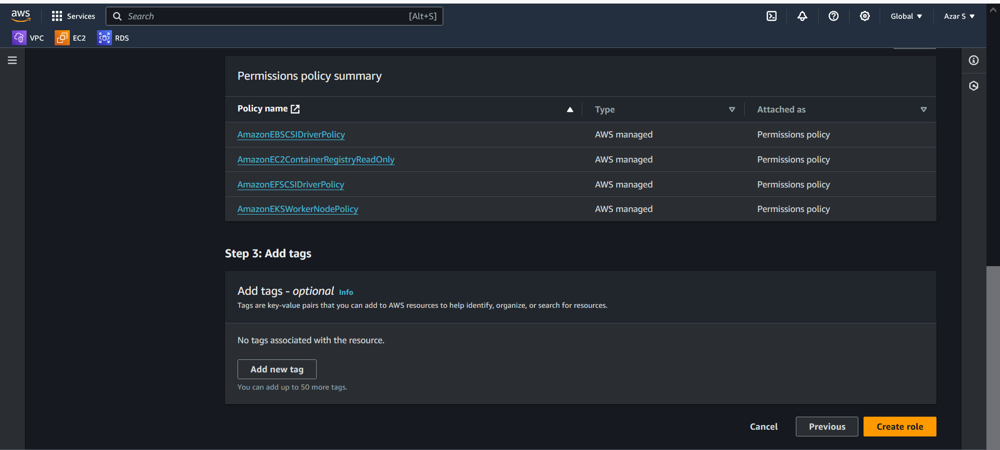 aws
Services
Search
[Alt+S]
Global
Azar S
VPC
EC2
RDS
Permissions policy summary
Policy name
Type
Attached as
AmazonEBSCSIDriverPolicy
AWS managed
Permissions policy
AmazonEC2ContainerRegistryReadOnly
AWS managed
Permissions policy
AmazonEFSCSIDriverPolicy
AWS managed
Permissions policy
AmazonEKSWorkerNodePolicy
AWS managed
Permissions policy
Step 3: Add tags
Add tags - optional Info
Tags are key-value pairs that you can add to AWS resources to help identify, organize, or search for resources.
No tags associated with the resource.
Add new tag
You can add up to 50 more tags.
Cancel
Previous
Create role